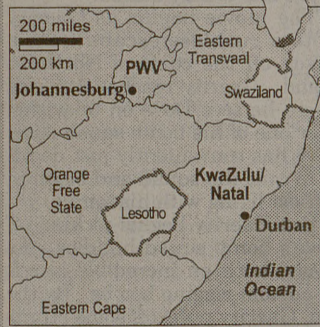 200 miles
200 km
Eastern
Transvaal
PWV
Johannesburg
Swaziland
Orange
Free
State
Lesotho
KwaZulu/
Natal
Durban
Indian
Ocean
Eastern Cape